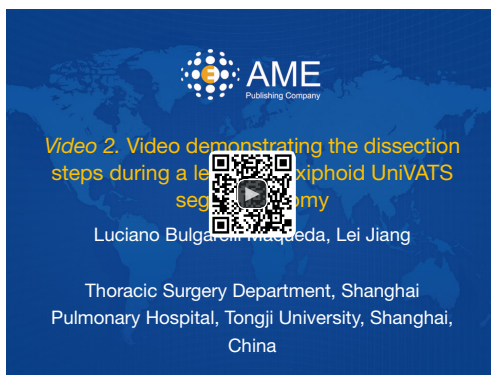 E AME
Publishing Company
Video 2. Video demonstrating the dissection
steps during a le xiphoid UniVATS
seg omy
Luciano Bulgarelli Maqueda, Lei Jiang
Thoracic Surgery Department, Shanghai
Pulmonary Hospital, Tongji University, Shanghai,
China